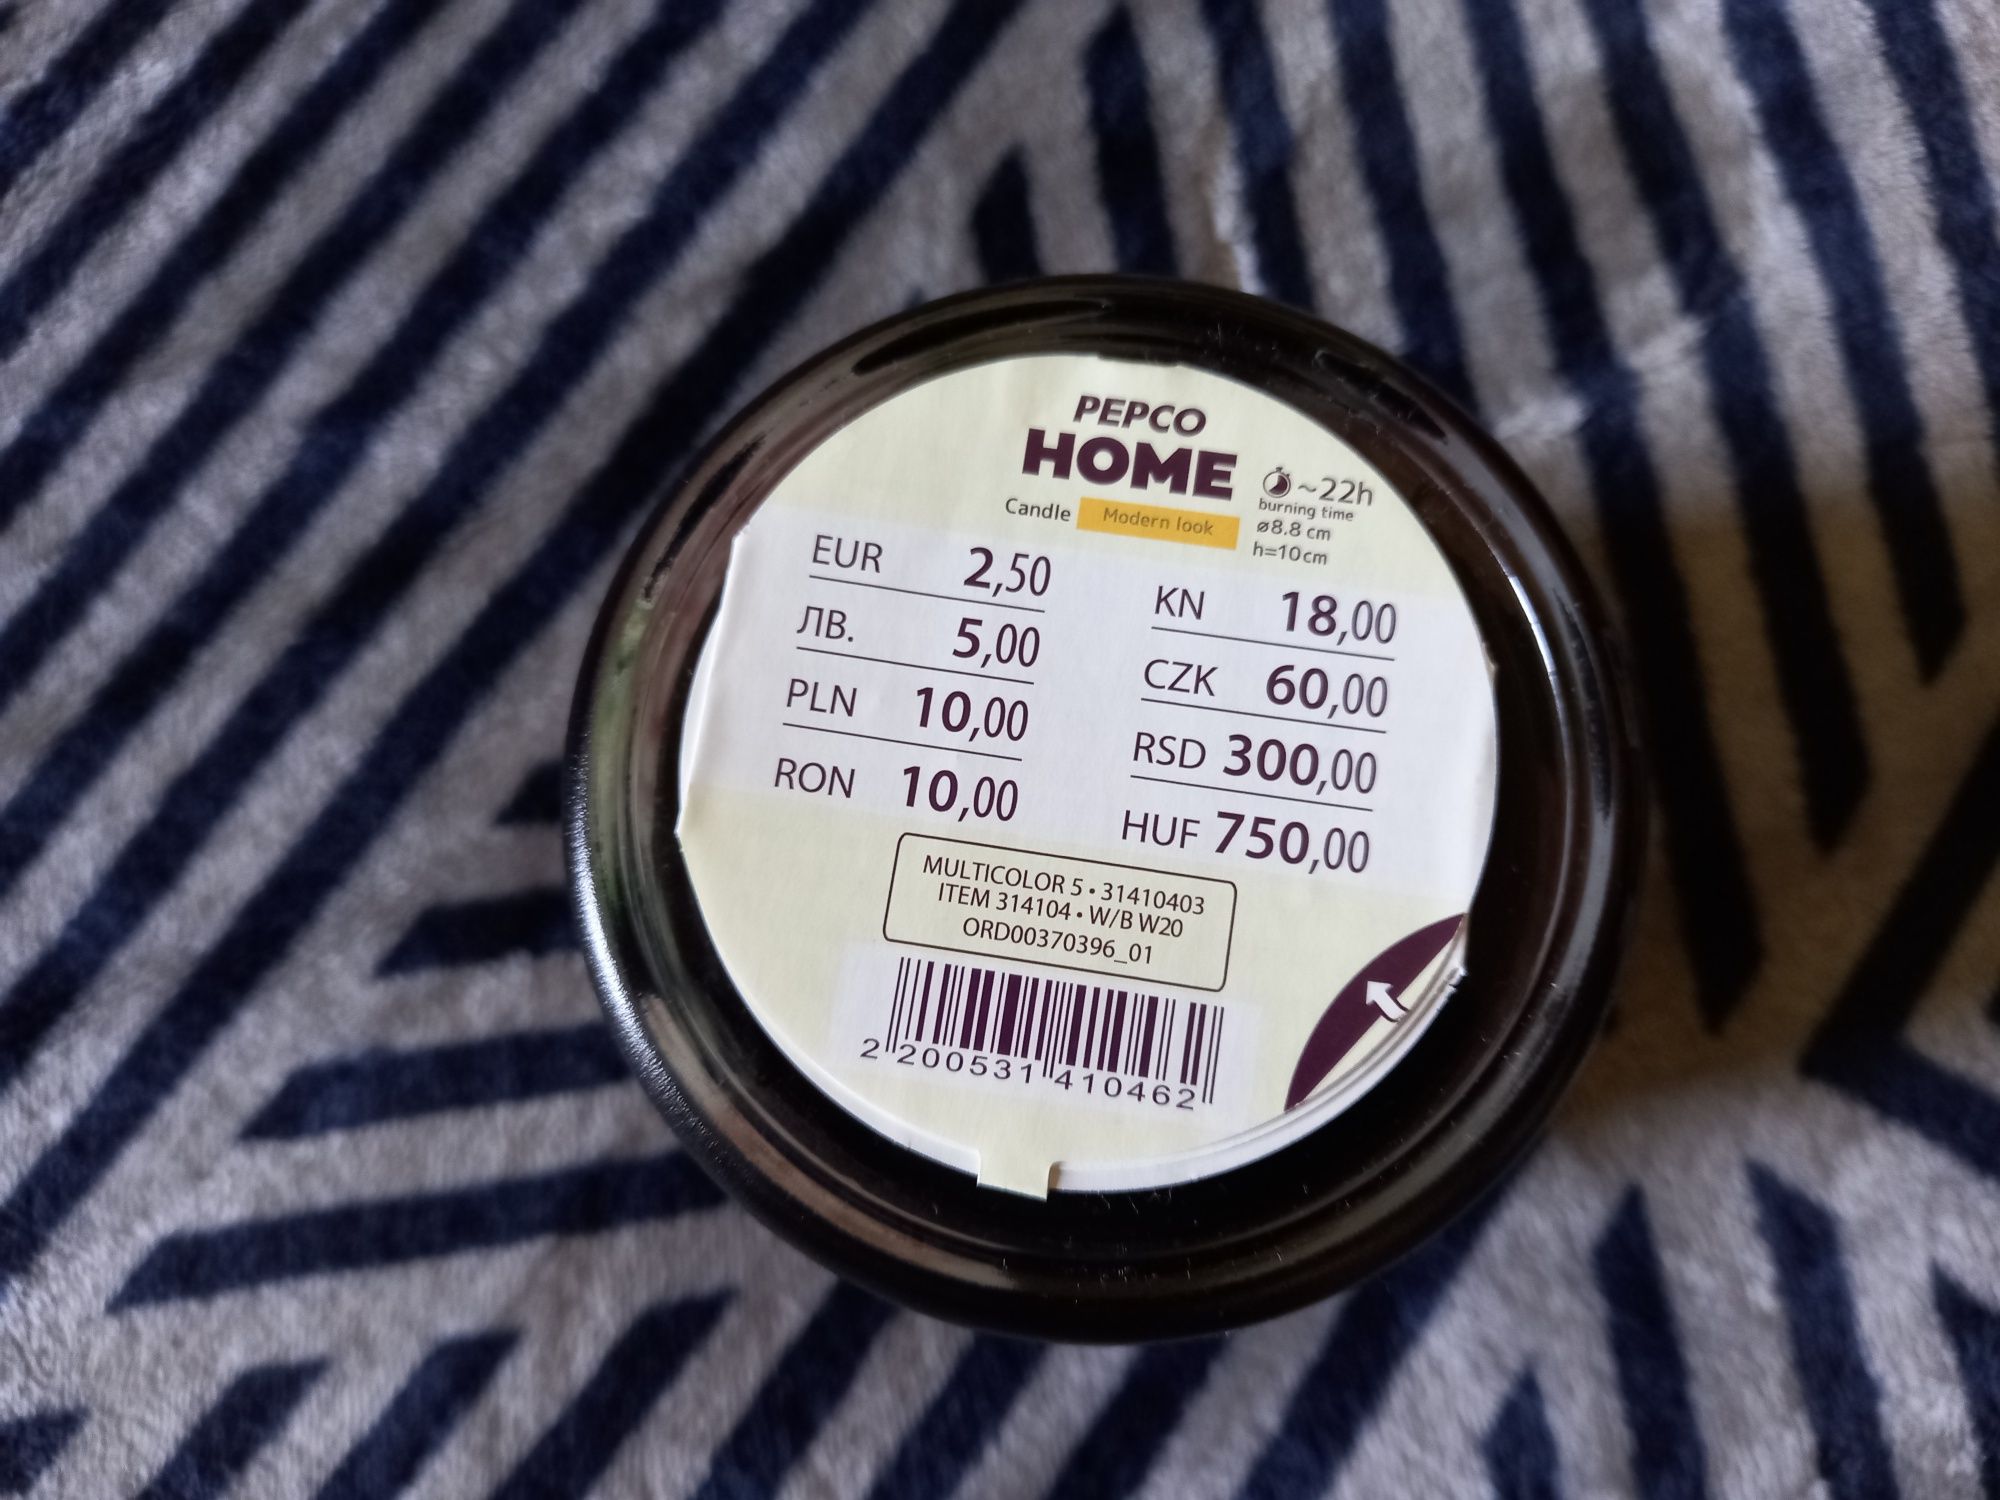 PEPCO
HOME
Candle Modern look
~22h
burning time
⌀8.8 cm
h=10cm
EUR 2,50
ЛВ. 5,00
PLN 10,00
RON 10,00
KN 18,00
CZK 60,00
RSD 300,00
HUF 750,00
MULTICOLOR 5 • 31410403
ITEM 314104 • W/B W20
ORD00370396_01
2 200531 410462